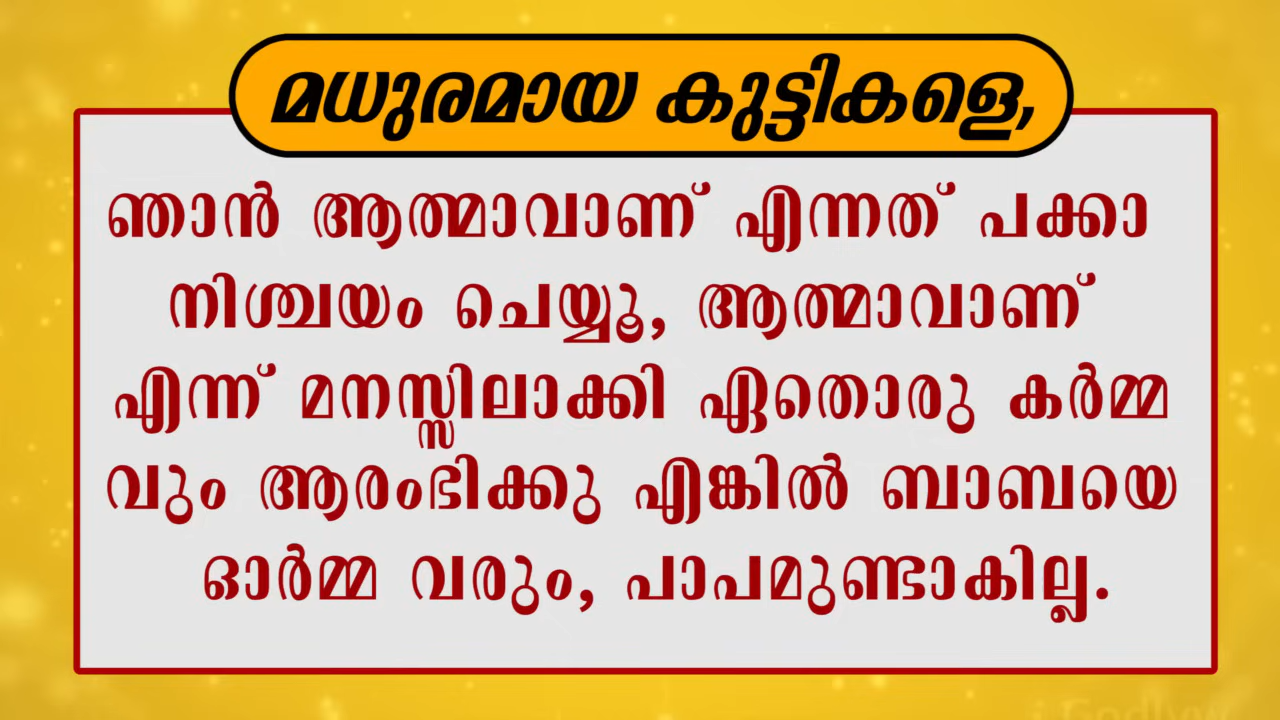 മധുരമായ കുട്ടികളെ,
ഞാൻ ആത്മാവാണ് എന്നത് പക്കാ
നിശ്ചയം ചെയ്യൂ, ആത്മാവാണ്
എന്ന് മനസ്സിലാക്കി ഏതൊരു കർമ്മ
വും ആരംഭിക്കു എങ്കിൽ ബാബയെ
ഓർമ്മ വരും, പാപമുണ്ടാകില്ല.